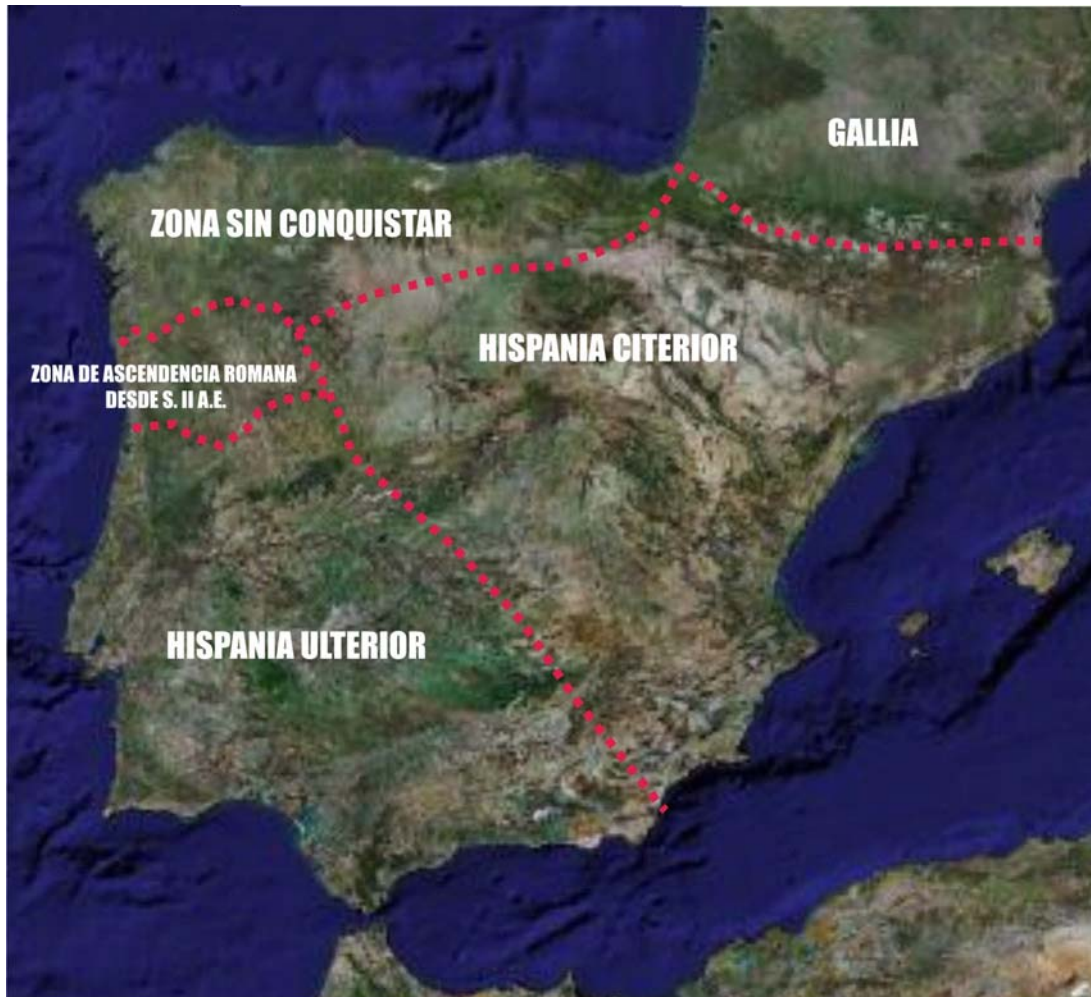 GALLIA
ZONA SIN CONQUISTAR
HISPANIA CITERIOR
ZONA DE ASCENDENCIA ROMANA
DESDE S. II A.E.
HISPANIA ULTERIOR